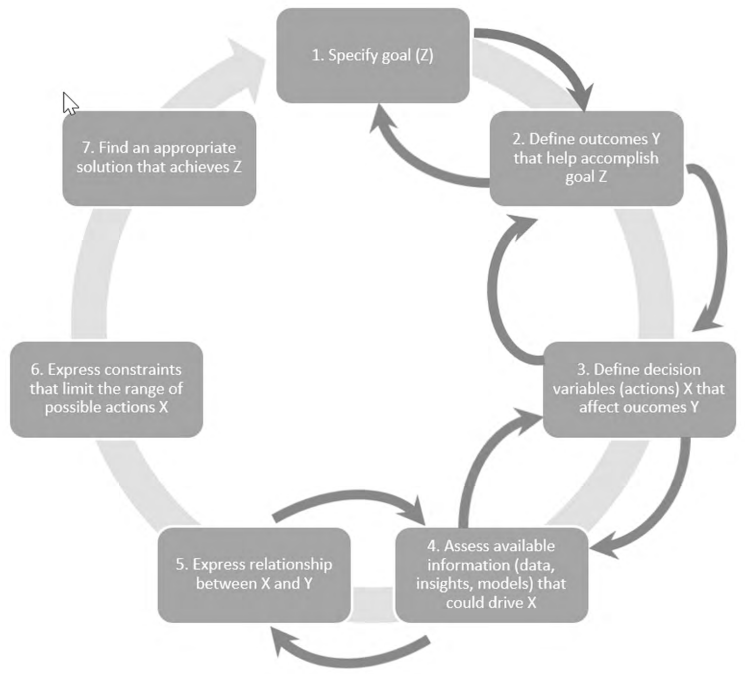 1. Specify goal (Z)
2. Define outcomes Y
that help accomplish
goal Z
3. Define decision
variables (actions) X that
affect oucomes Y
4. Assess available
information (data,
insights, models) that
could drive X
5. Express relationship
between X and Y
6. Express constraints
that limit the range of
possible actions X
7. Find an appropriate
solution that achieves Z